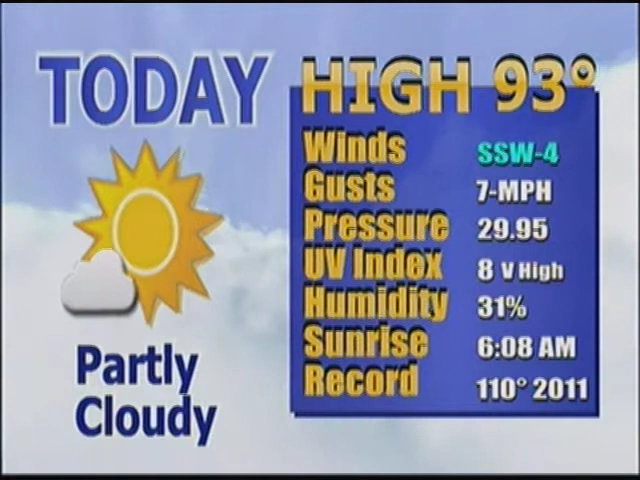 TODAY
HIGH 93°
Winds SSW-4
Gusts 7-MPH
Pressure 29.95
UV Index 8 V High
Humidity 31%
Sunrise 6:08 AM
Record 110° 2011
Partly
Cloudy